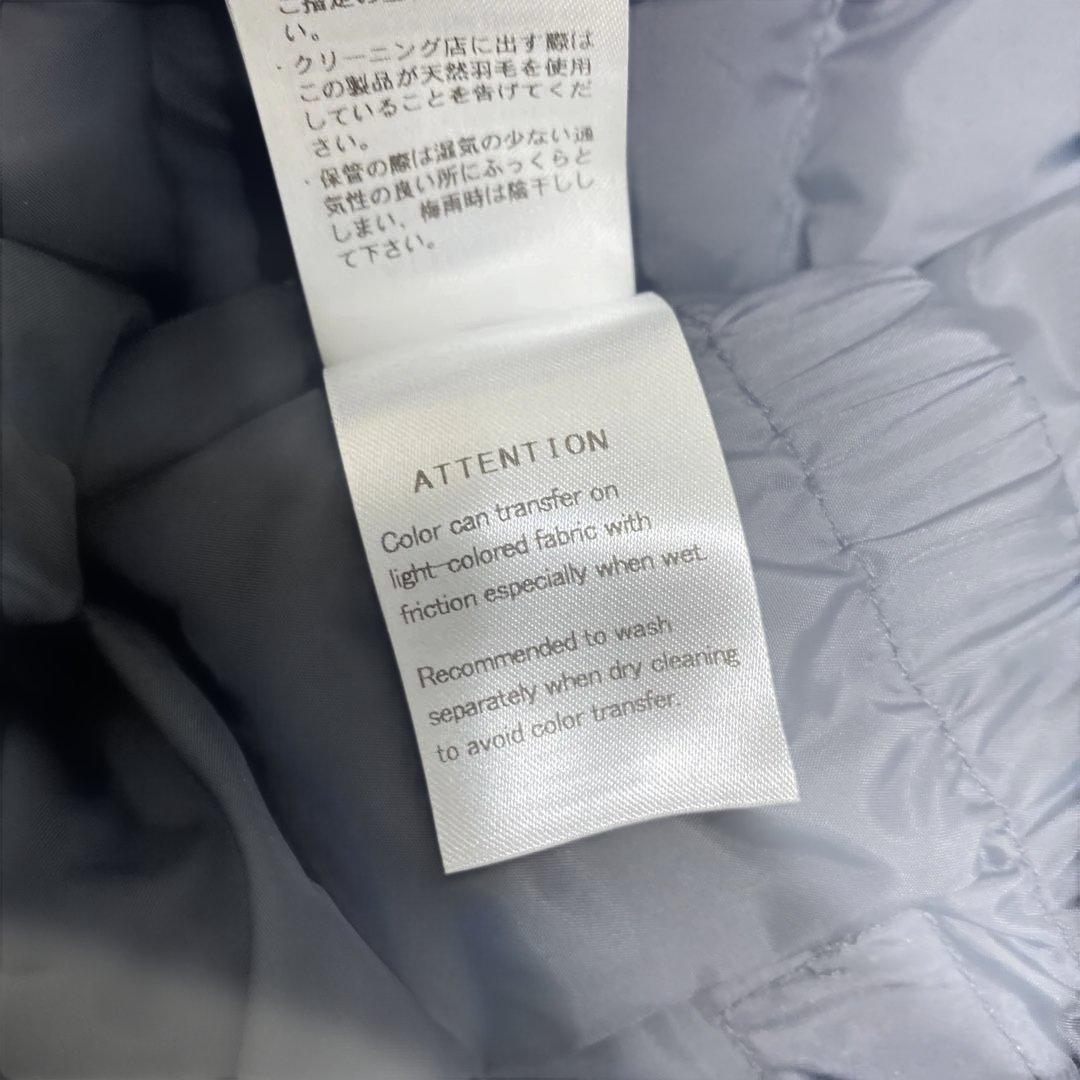 い。
・クリーニング店に出す際は
この製品が天然羽毛を使用
していることを告げてくだ
さい。
・保管の際は湿気の少ない通
気性の良い所にふっくらと
しまい、梅雨時は陰干しし
て下さい。
ATTENTION
Color can transfer on
light-colored fabric with
friction especially when wet.
Recommended to wash
separately when dry cleaning
to avoid color transfer.